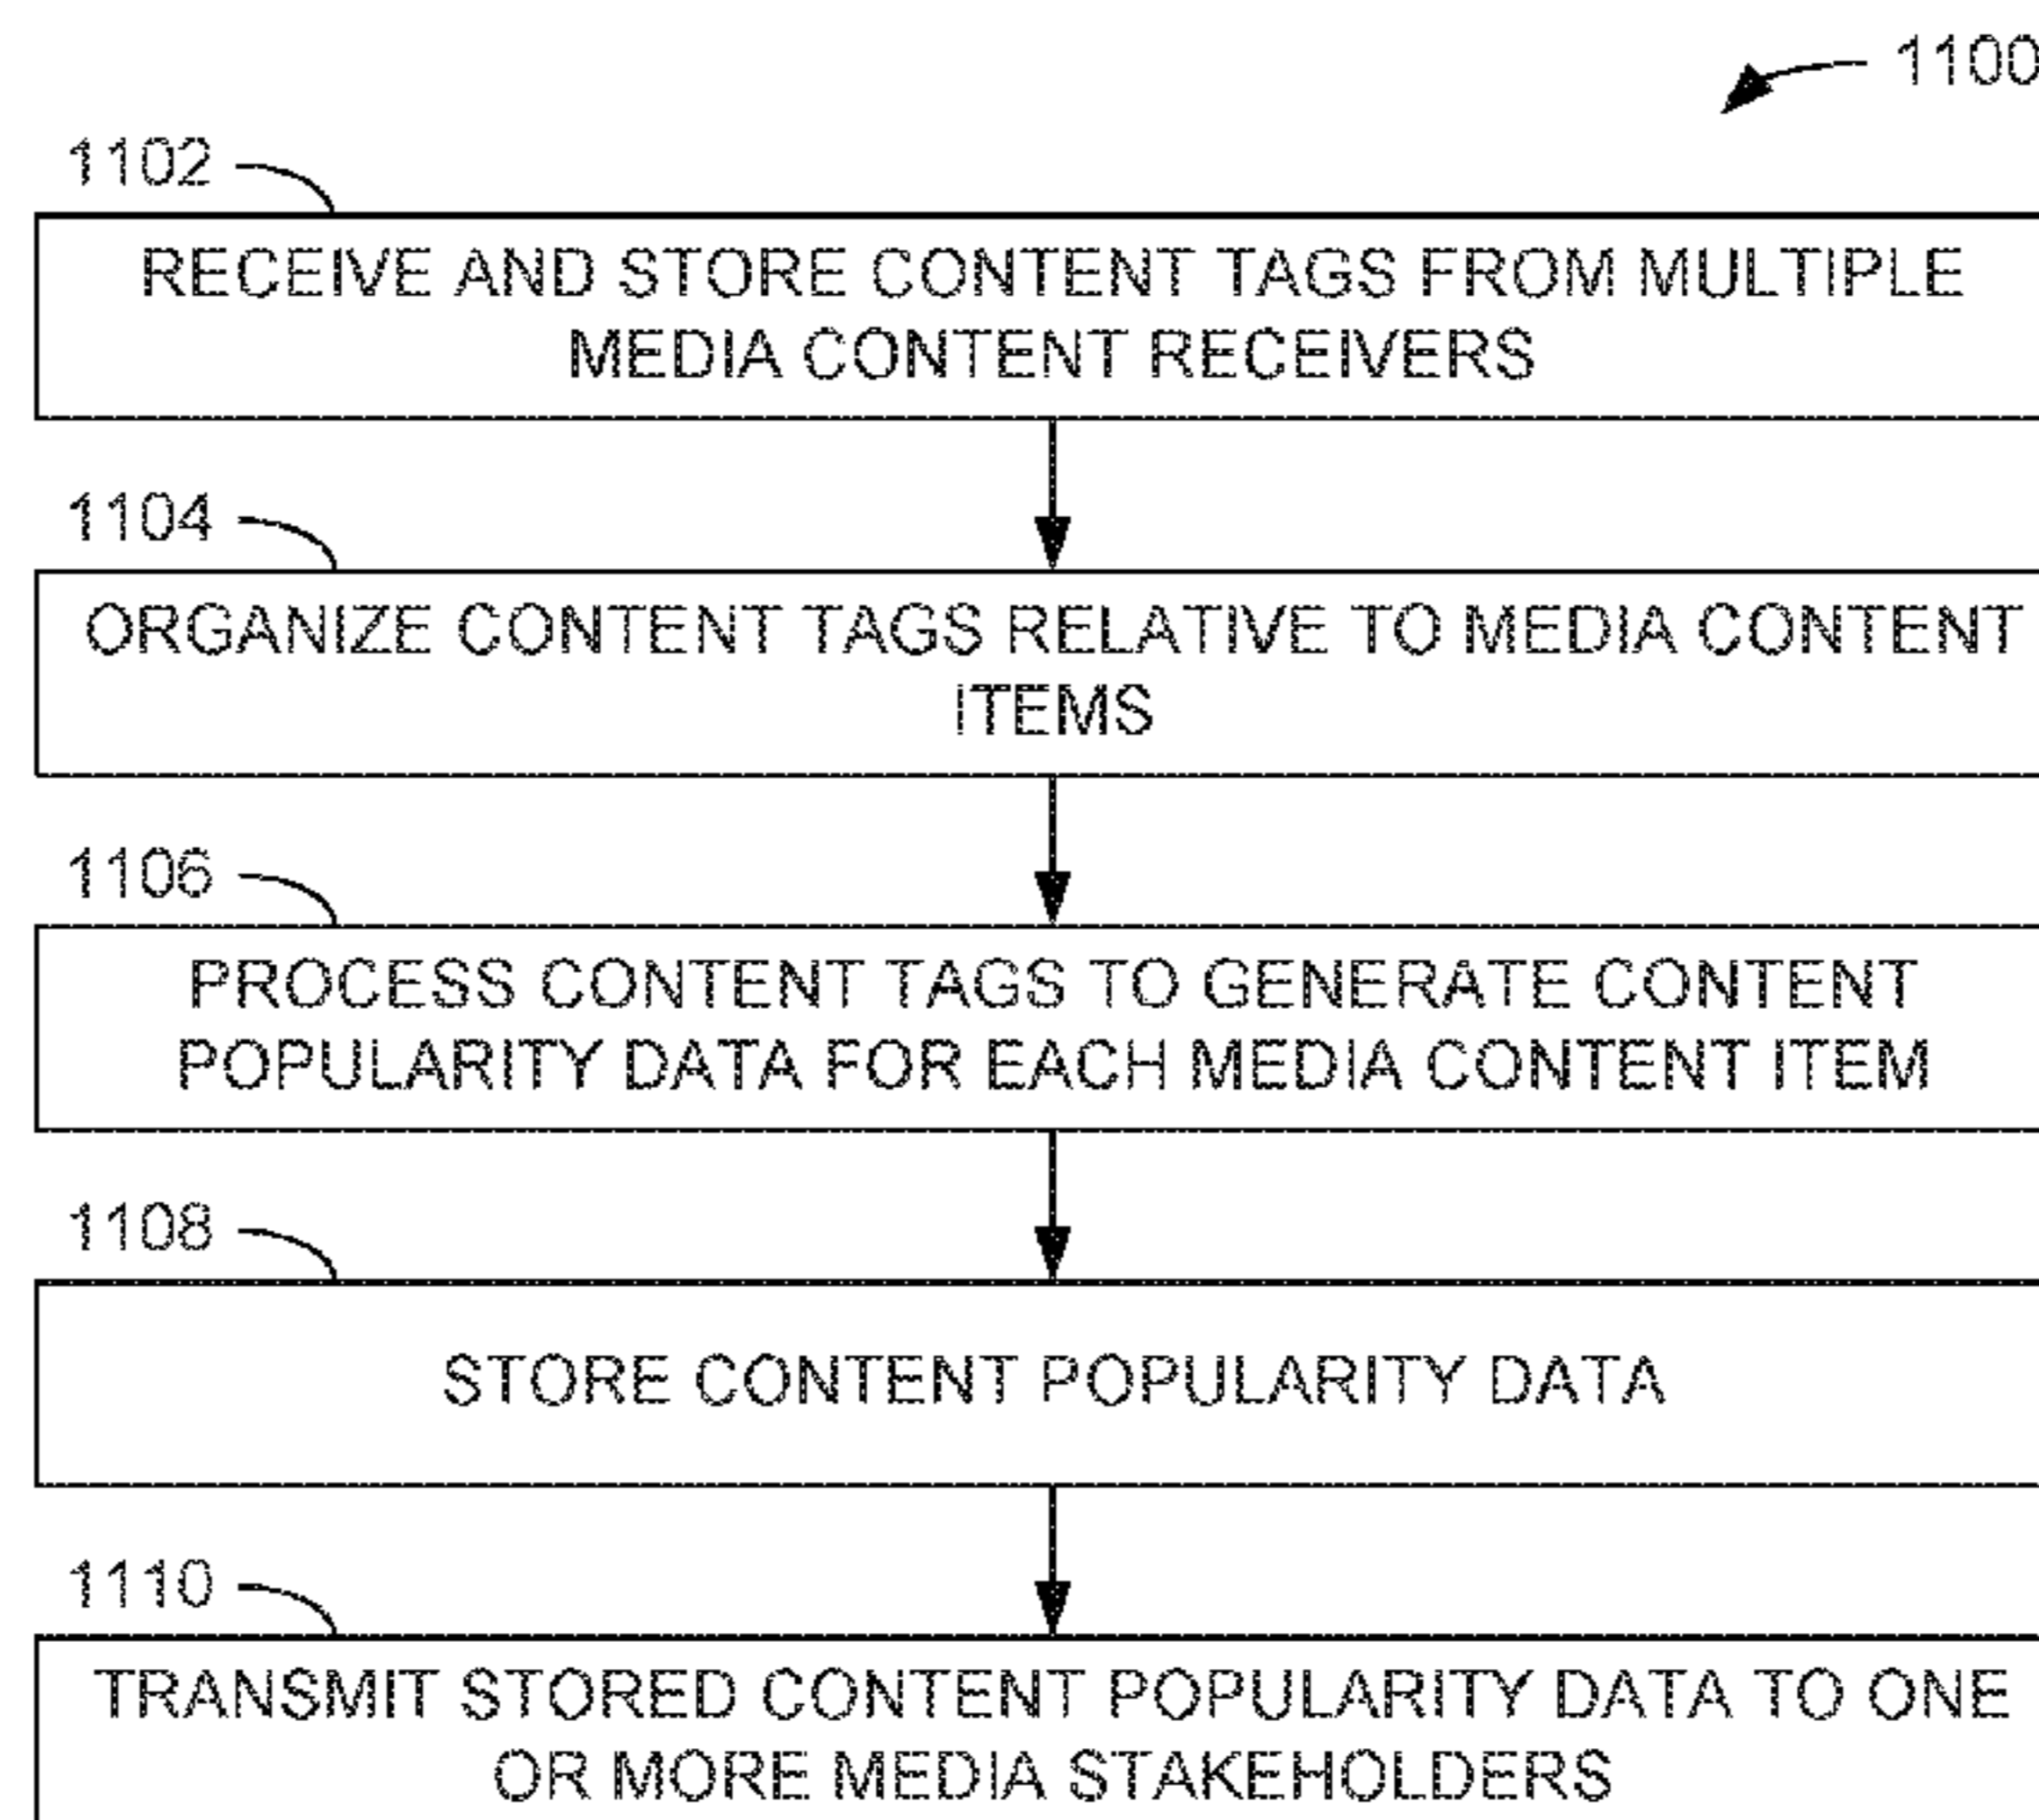 1100
1102
RECEIVE AND STORE CONTENT TAGS FROM MULTIPLE
MEDIA CONTENT RECEIVERS
1104
ORGANIZE CONTENT TAGS RELATIVE TO MEDIA CONTENT
ITEMS
1106
PROCESS CONTENT TAGS TO GENERATE CONTENT
POPULARITY DATA FOR EACH MEDIA CONTENT ITEM
1108
STORE CONTENT POPULARITY DATA
1110
TRANSMIT STORED CONTENT POPULARITY DATA TO ONE
OR MORE MEDIA STAKEHOLDERS